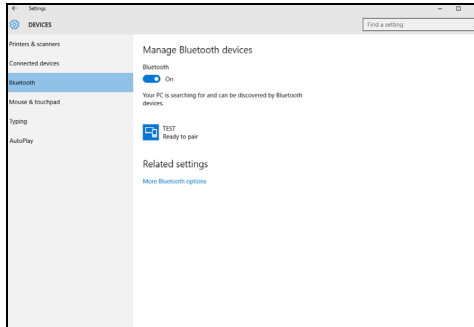 Settings
DEVICES
Find a setting
Printers & scanners
Connected devices
Bluetooth
Mouse & touchpad
Typing
AutoPlay
Manage Bluetooth devices
Bluetooth
On
Your PC is searching for and can be discovered by Bluetooth
devices.
TEST
Ready to pair
Related settings
More Bluetooth options